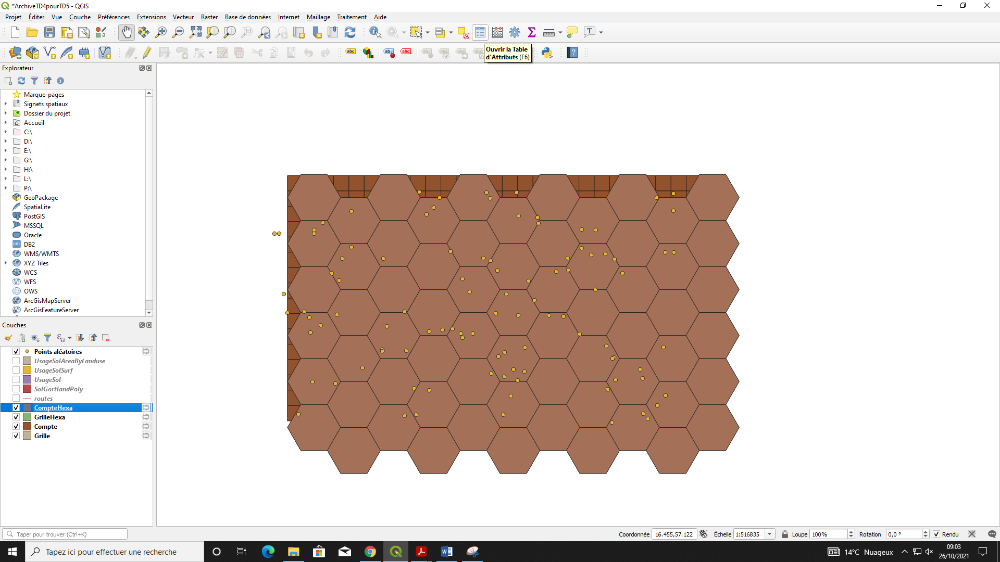 *ArchiveTD4pourTD5 - QGIS
Projet Éditer Vue Couche Préférences Extensions Vecteur Raster Base de données Internet Maillage Traitement Aide
Ouvrir la Table
d'Attributs (F6)
Explorateur
Marque-pages
Signets spatiaux
Dossier du projet
Accueil
C:\
D:\
E:\
G:\
H:\
L:\
P:\
GeoPackage
SpatiaLite
PostGIS
MSSQL
Oracle
DB2
WMS/WMTS
XYZ Tiles
WCS
WFS
OWS
ArcGisMapServer
ArcGisFeatureServer
Couches
Points aléatoires
UsageSolAreaByLanduse
UsageSolSurf
UsageSol
SolGortlandPoly
routes
CompteHexa
GrilleHexa
Compte
Grille
Taper pour trouver (Ctrl+K)
Coordonnée 16.455,57.122 Échelle 1:516835 Loupe 100% Rotation 0,0 ° Rendu
Tapez ici pour effectuer une recherche
14°C Nuageux
09:03
26/10/2021